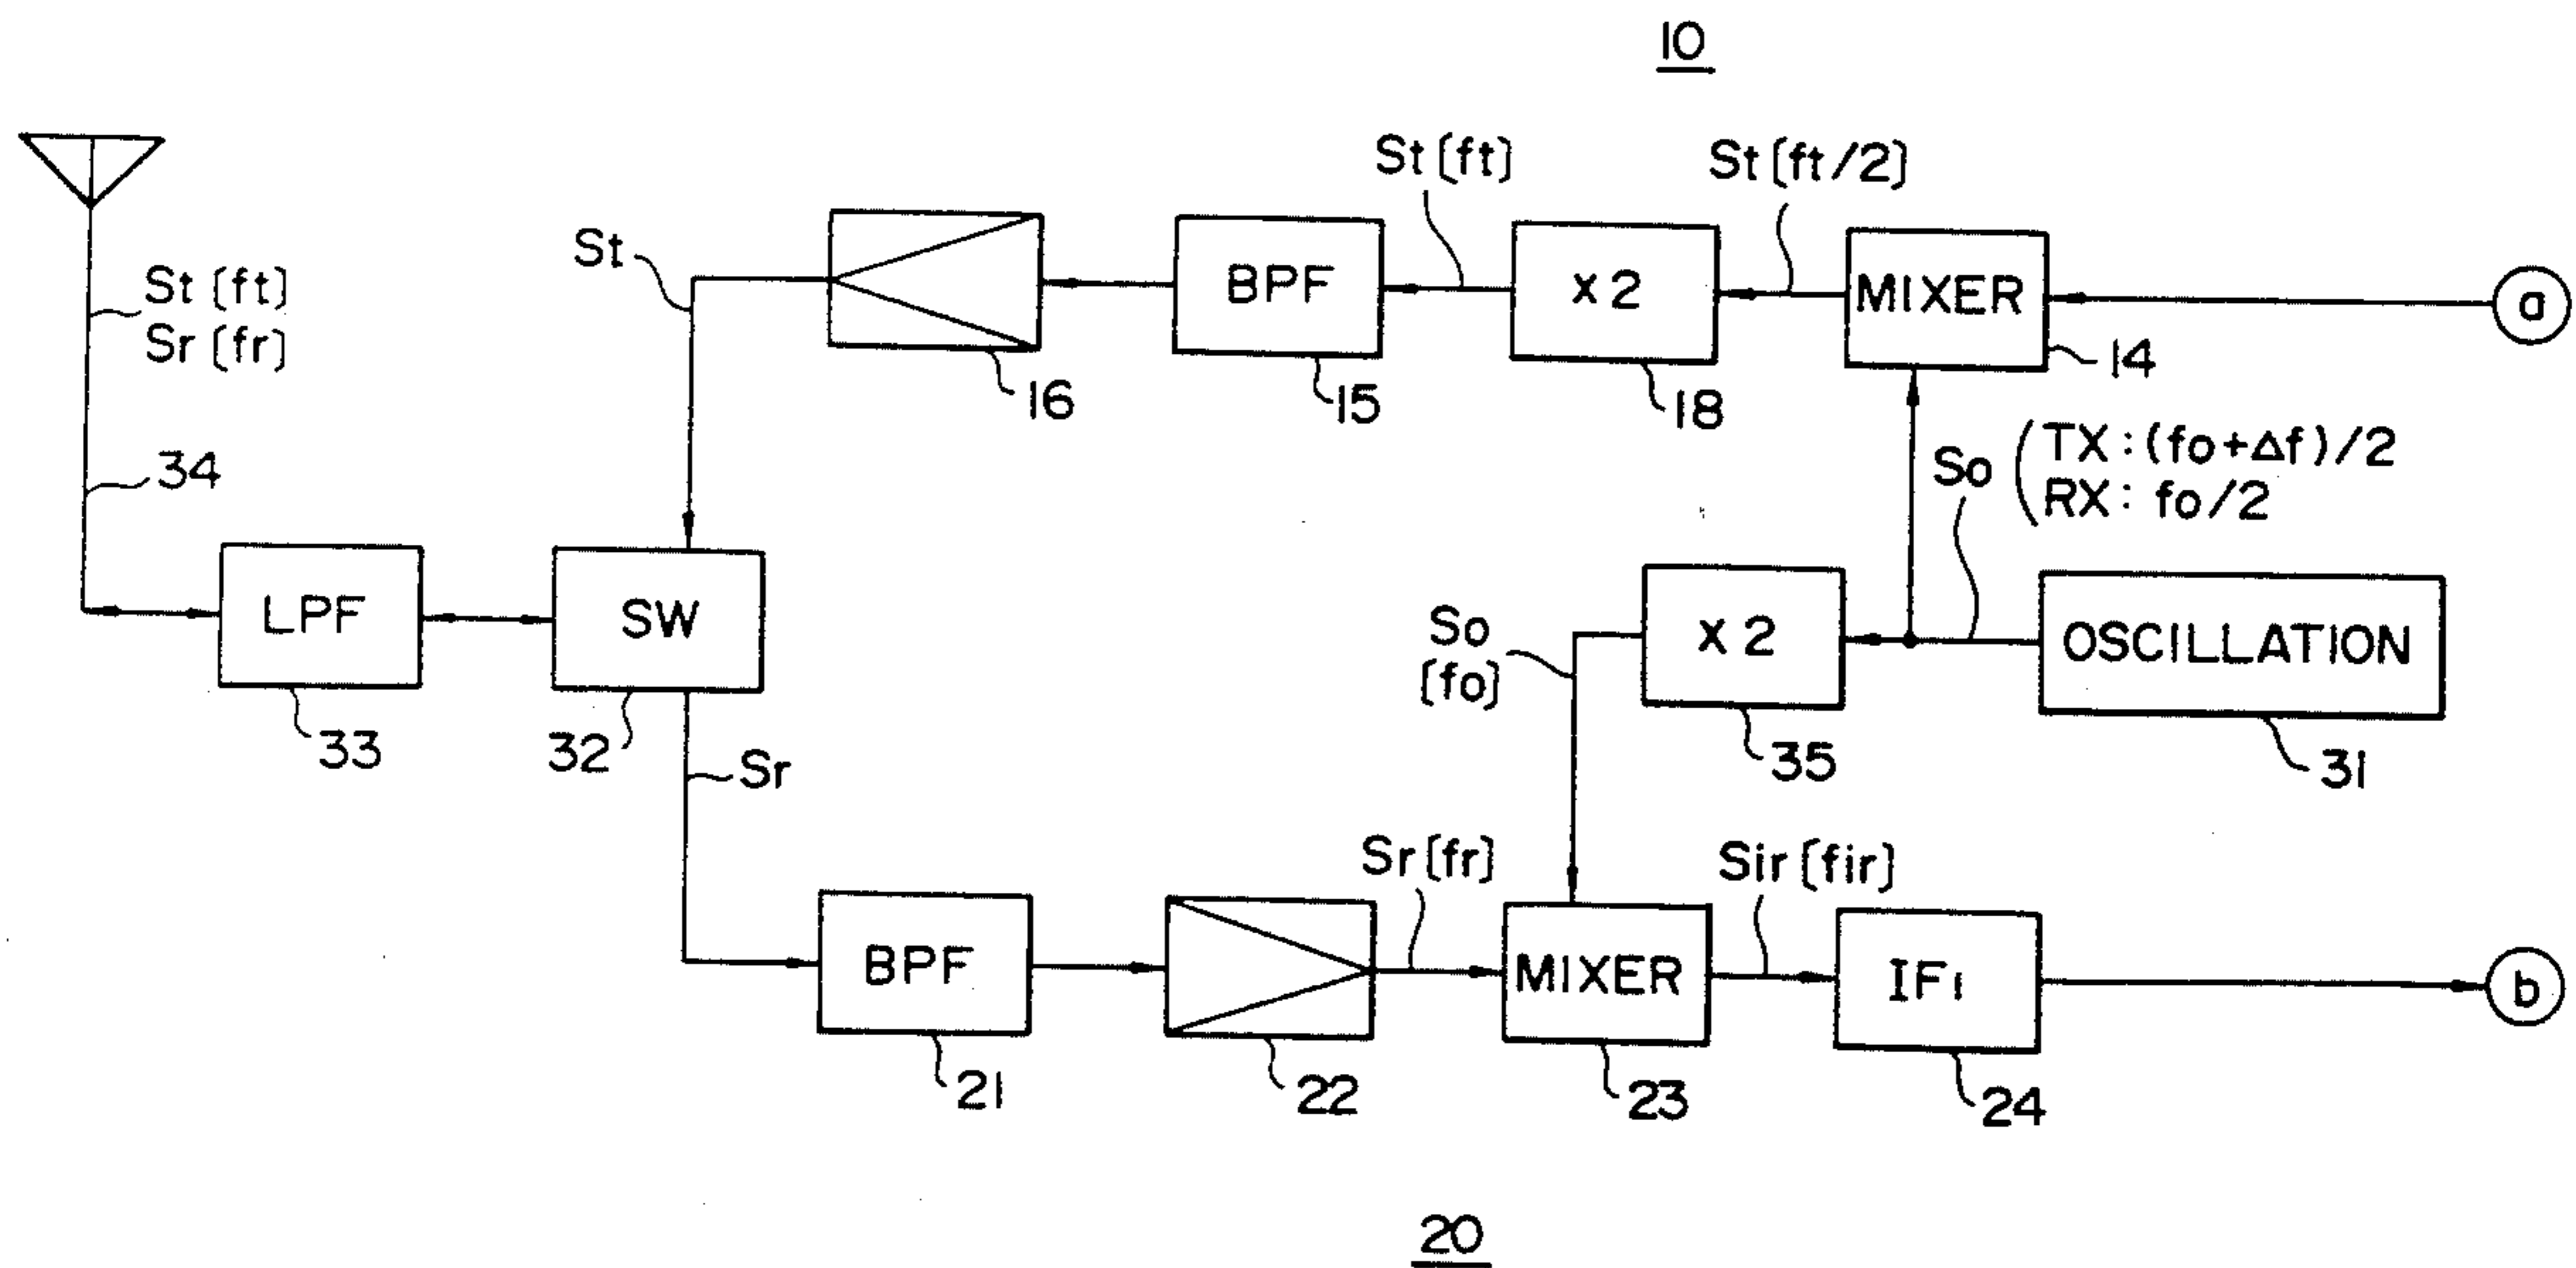 10
St [ft]
Sr [fr]
34
St
16
BPF
15
St [ft]
X 2
18
St [ft/2]
MIXER
14
a
So (TX : (fo+Δf)/2
RX : fo/2
LPF
33
SW
32
So
[fo]
X 2
35
OSCILLATION
31
Sr
BPF
21
22
Sr [fr]
MIXER
23
Sir [fir]
IF1
24
b
20